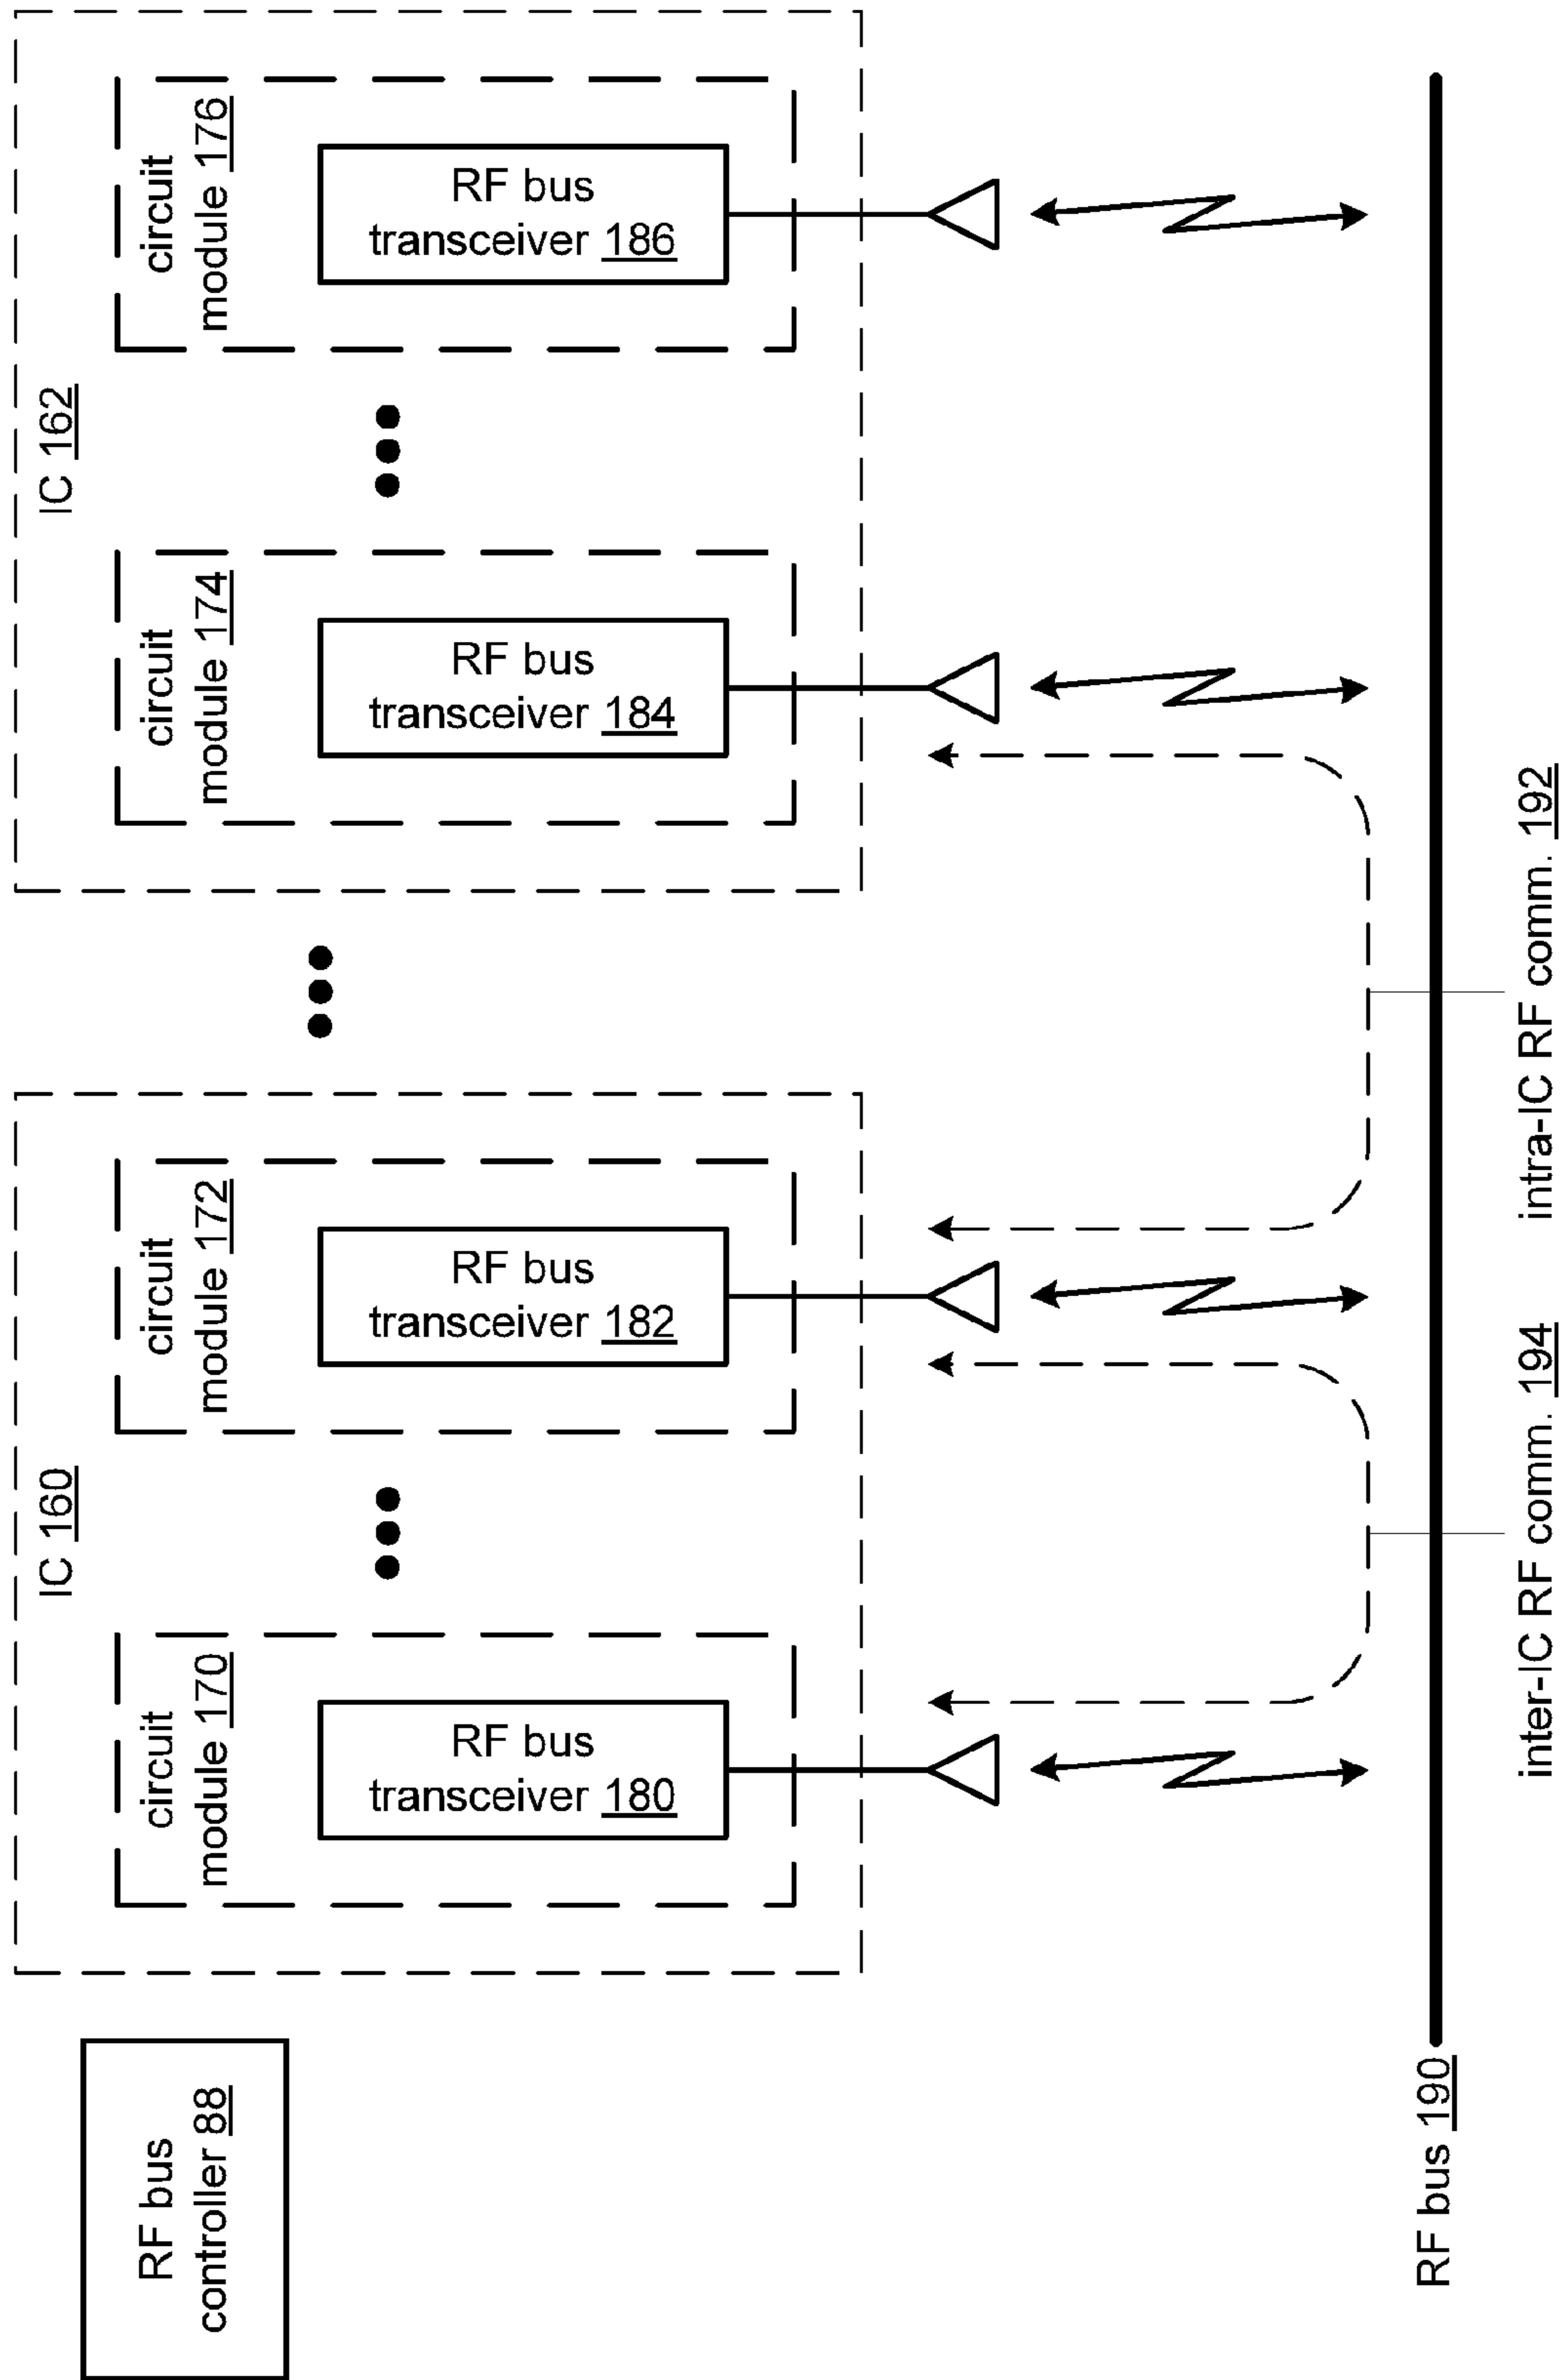 RF bus
controller 88
IC 160
circuit
module 170
RF bus
transceiver 180
circuit
module 172
RF bus
transceiver 182
IC 162
circuit
module 174
RF bus
transceiver 184
circuit
module 176
RF bus
transceiver 186
RF bus 190
inter-IC RF comm. 194
intra-IC RF comm. 192